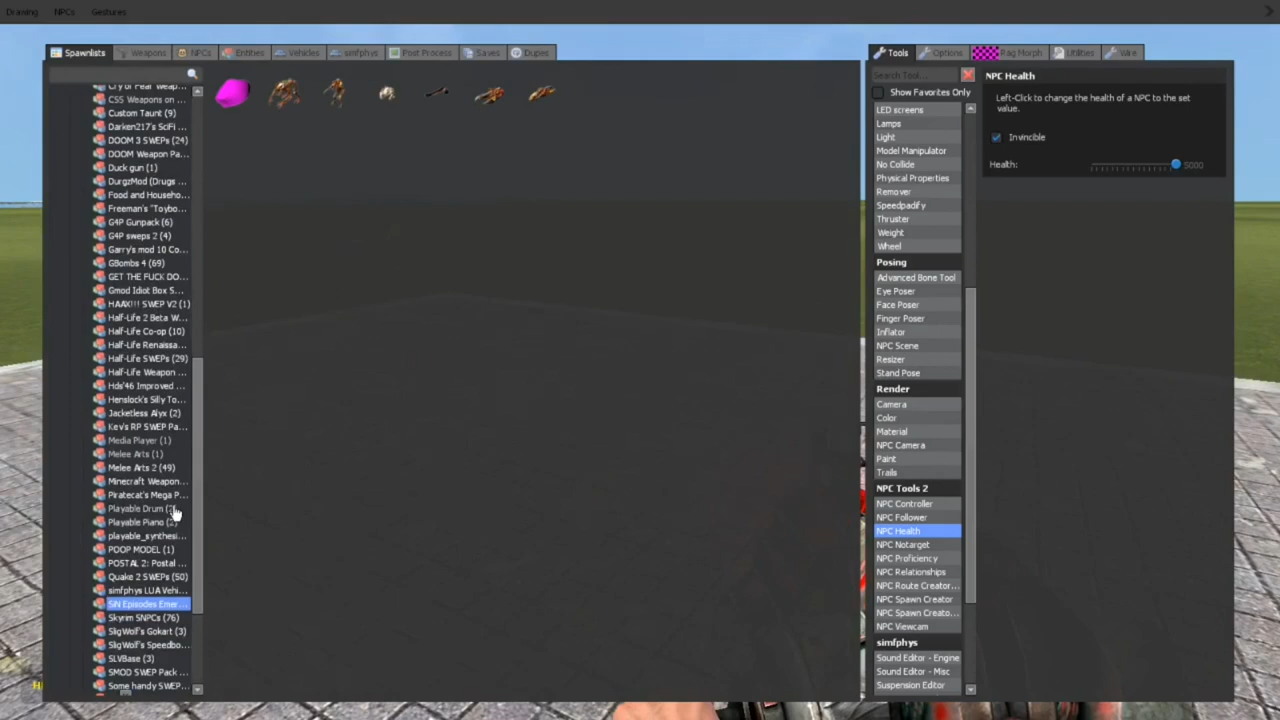 Drawing NPCs Gestures
Spawnlists Weapons NPCs Entities Vehicles simfphys Post Process Saves Dupes
Cry of Fear Weap...
CSS Weapons on ...
Custom Taunt (9)
Darken217's SciFi ...
DOOM 3 SWEPs (24)
DOOM Weapon Pa...
Duck gun (1)
DurgzMod (Drugs ...
Food and Househo...
Freeman's "Toybo...
G4P Gunpack (6)
G4P sweps 2 (4)
Garry's mod 10 Co...
GBombs 4 (69)
GET THE FUCK DO...
Gmod Idiot Box S...
HAAX!!! SWEP V2 (1)
Half-Life 2 Beta W...
Half-Life Co-op (10)
Half-Life Renaissa...
Half-Life SWEPs (29)
Half-Life Weapon ...
Hds'46 Improved ...
Henslock's Silly To...
Jacketless Alyx (2)
Kev's RP SWEP Pa...
Media Player (1)
Melee Arts (1)
Melee Arts 2 (49)
Minecraft Weapon...
Piratecat's Mega P...
Playable Drum
Playable Piano (2)
playable_synthesi...
POOP MODEL (1)
POSTAL 2: Postal ...
Quake 2 SWEPs (50)
simfphys LUA Vehi...
SiN Episodes Emer...
Skyrim SNPCs (76)
SligWolf's Gokart (3)
SligWolf's Speedbo...
SLVBase (3)
SMOD SWEP Pack ...
Some handy SWEP...
Tools Options Rag Morph Utilities Wire
Search Tool...
Show Favorites Only
LED screens
Lamps
Light
Model Manipulator
No Collide
Physical Properties
Remover
Speedpadify
Thruster
Weight
Wheel
Posing
Advanced Bone Tool
Eye Poser
Face Poser
Finger Poser
Inflator
NPC Scene
Resizer
Stand Pose
Render
Camera
Color
Material
NPC Camera
Paint
Trails
NPC Tools 2
NPC Controller
NPC Follower
NPC Health
NPC Notarget
NPC Proficiency
NPC Relationships
NPC Route Creator...
NPC Spawn Creator
NPC Spawn Creato...
NPC Viewcam
simfphys
Sound Editor - Engine
Sound Editor - Misc
Suspension Editor
NPC Health
Left-Click to change the health of a NPC to the set
value.
Invincible
Health: 5000